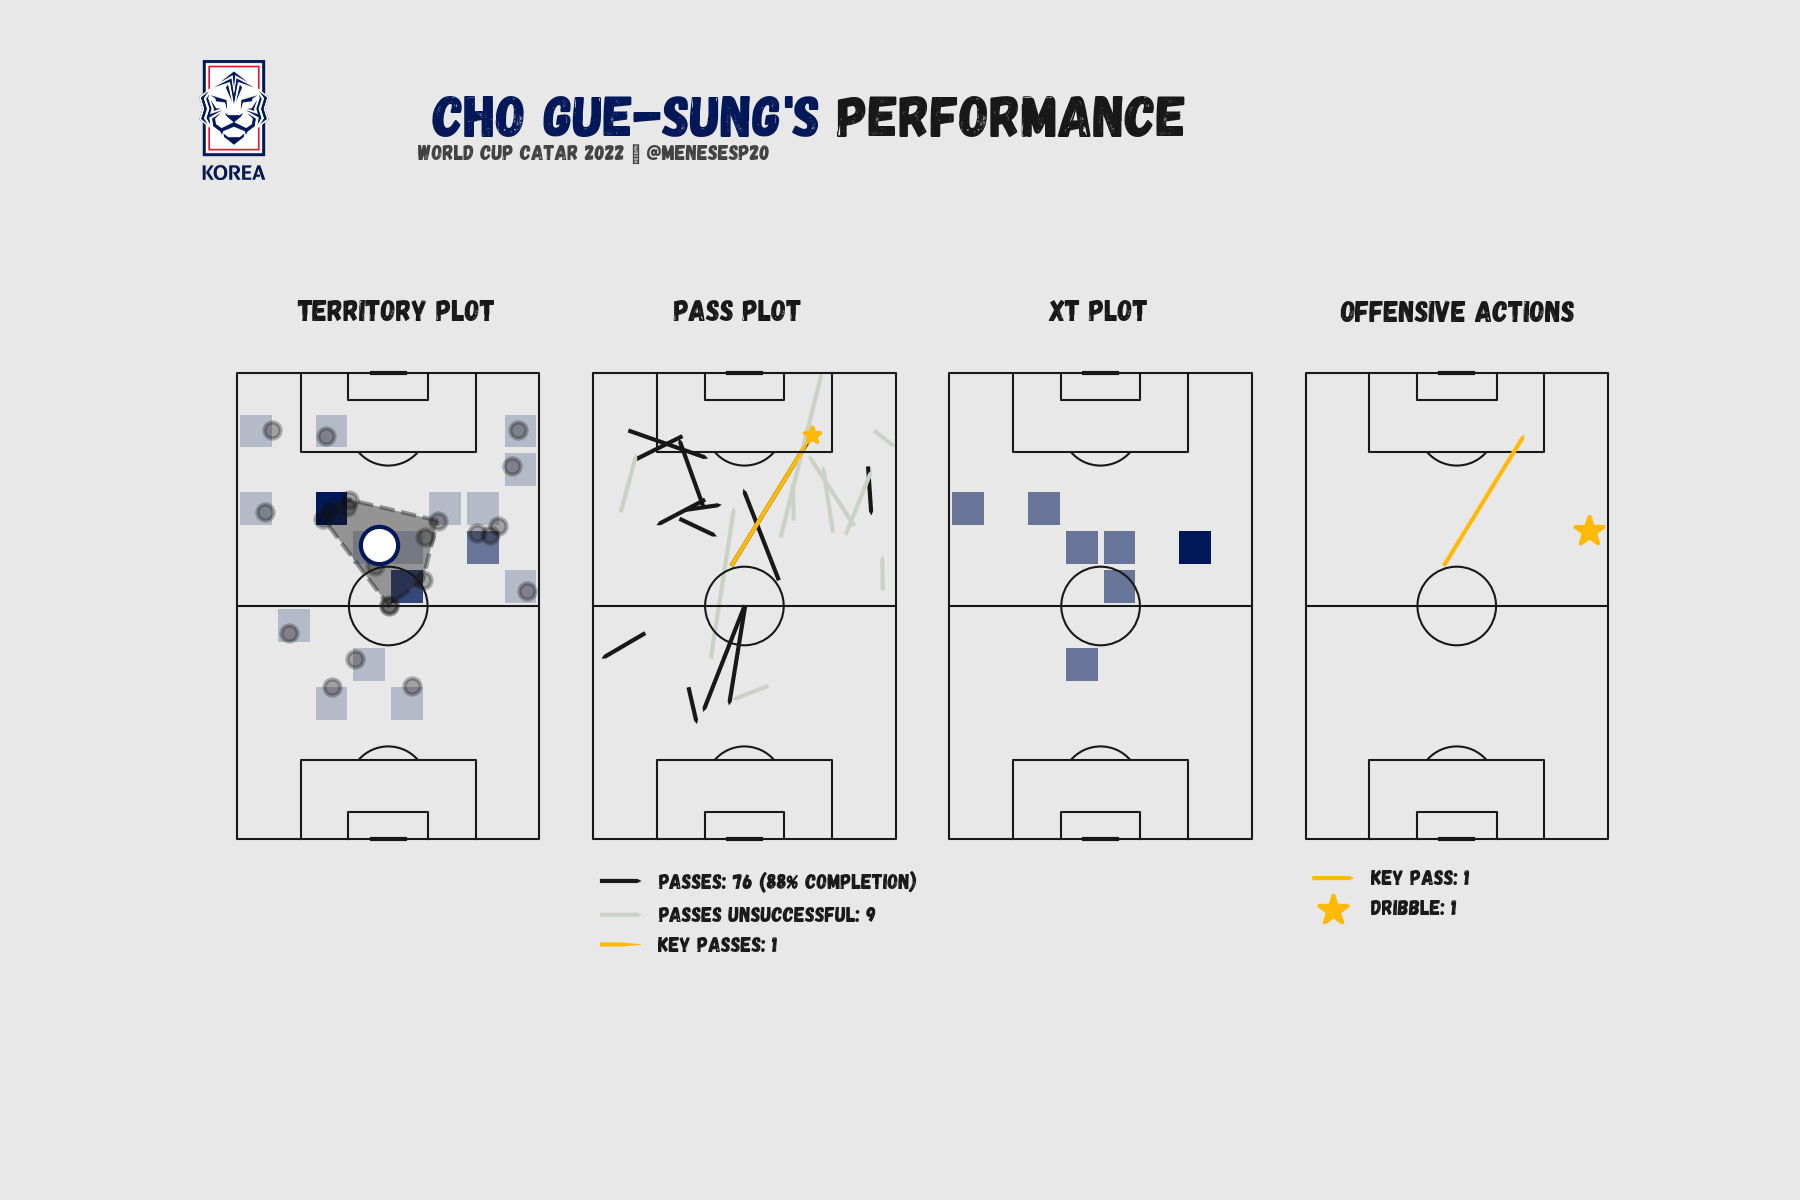 KOREA
CHO GUE-SUNG'S PERFORMANCE
WORLD CUP CATAR 2022 @MENESESP20
TERRITORY PLOT
PASS PLOT
XT PLOT
OFFENSIVE ACTIONS
PASSES: 76 (88% COMPLETION)
PASSES UNSUCCESSFUL: 9
KEY PASSES: 1
KEY PASS: 1
DRIBBLE: 1